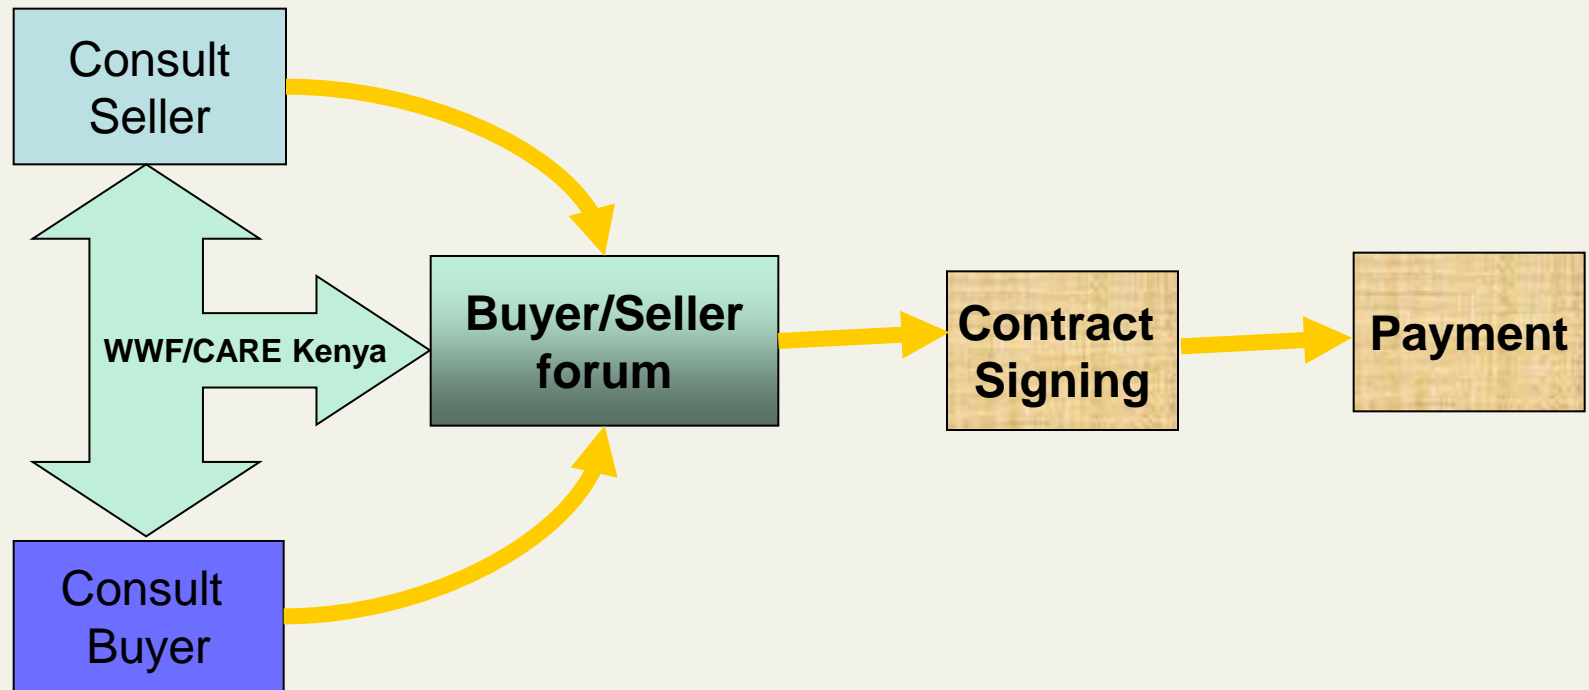 Consult
Seller
WWF/CARE Kenya
Buyer/Seller
forum
Contract
Signing
Payment
Consult
Buyer